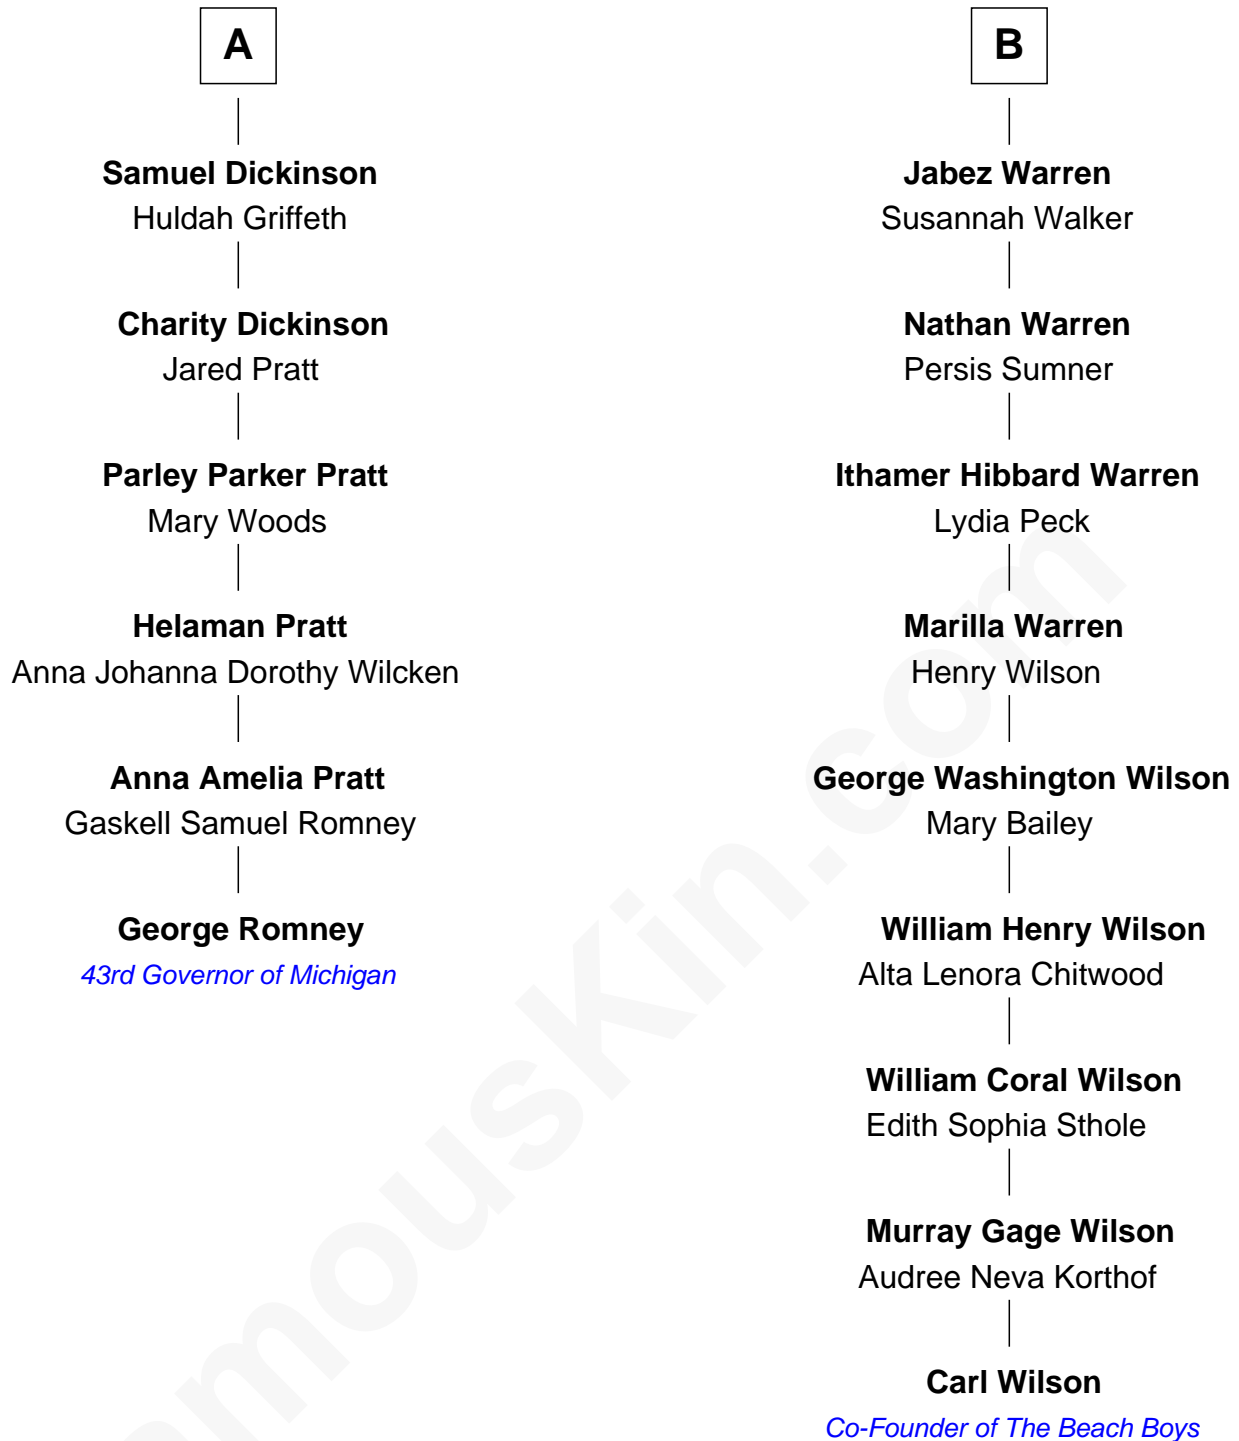 A
Samuel Dickinson
Huldah Griffeth
Charity Dickinson
Jared Pratt
Parley Parker Pratt
Mary Woods
Helaman Pratt
Anna Johanna Dorothy Wilcken
Anna Amelia Pratt
Gaskell Samuel Romney
George Romney
43rd Governor of Michigan
B
Jabez Warren
Susannah Walker
Nathan Warren
Persis Sumner
Ithamer Hibbard Warren
Lydia Peck
Marilla Warren
Henry Wilson
George Washington Wilson
Mary Bailey
William Henry Wilson
Alta Lenora Chitwood
William Coral Wilson
Edith Sophia Sthole
Murray Gage Wilson
Audree Neva Korthof
Carl Wilson
Co-Founder of The Beach Boys
amouskin.com